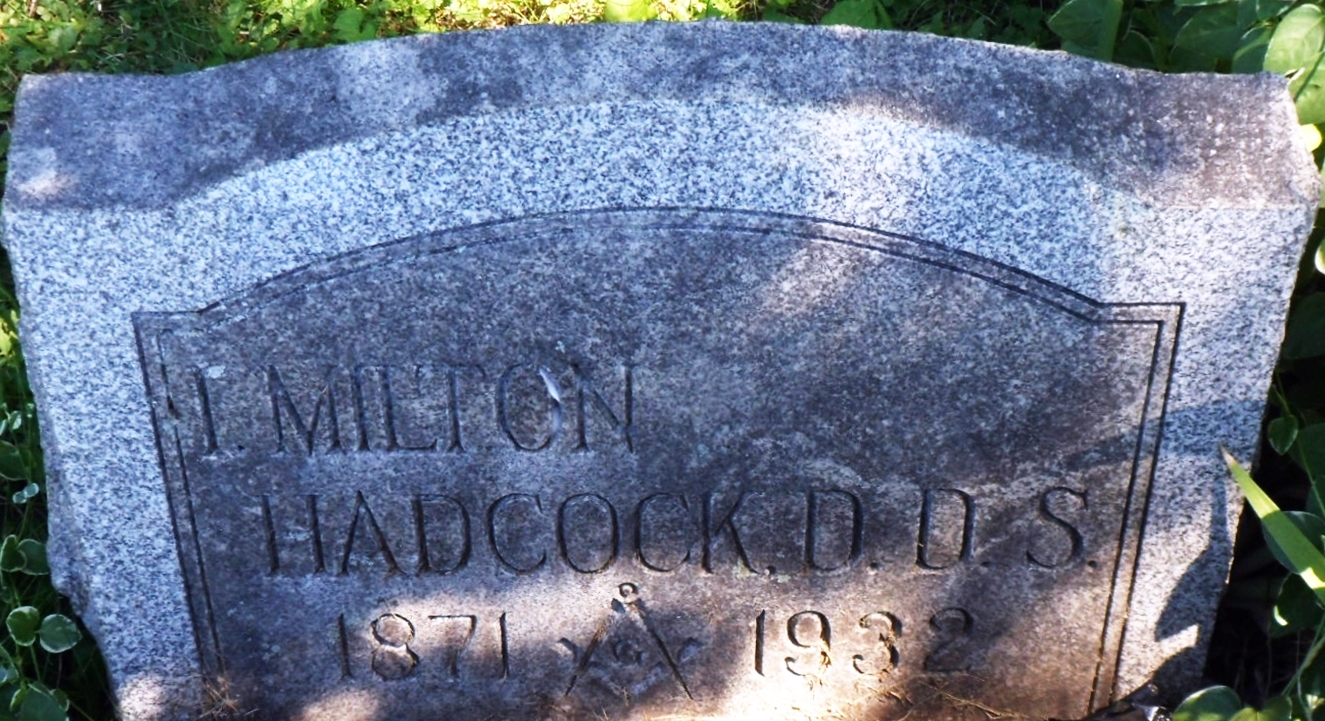 I. MILTON
HADCOCK, D. D. S.
1871 G 1932